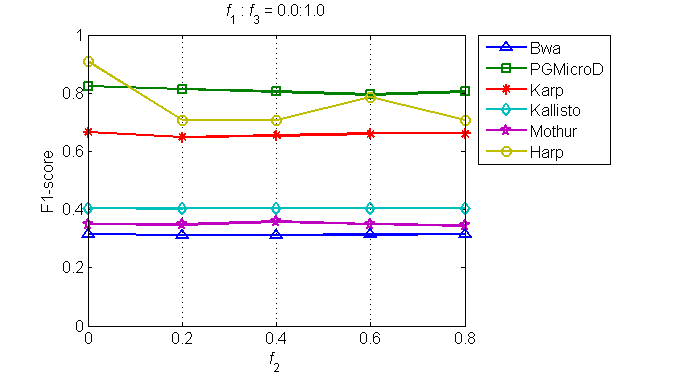 f1 : f3 = 0.0:1.0
1
0.8
0.6
0.4
0.2
0
F1-score
0
0.2
0.4
0.6
0.8
f2
Bwa
PGMicroD
Karp
Kallisto
Mothur
Harp